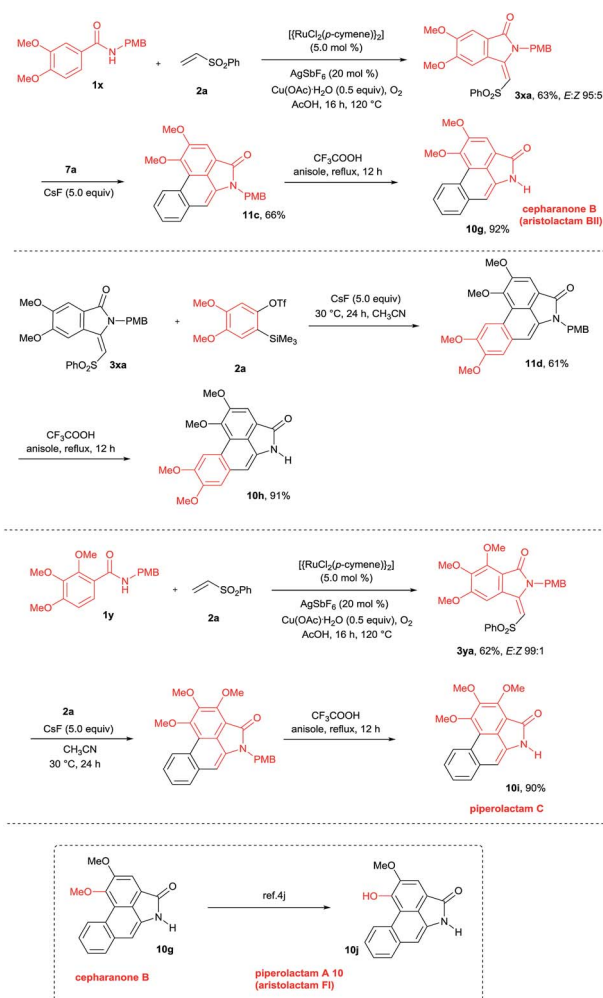 MeO
MeO
O
N
H
PMB
1x
+
SO2Ph
2a
[{RuCl2(p-cymene)}2]
(5.0 mol %)
AgSbF6 (20 mol %)
Cu(OAc)·H2O (0.5 equiv), O2
AcOH, 16 h, 120 °C
MeO
MeO
O
N-PMB
PhO2S
3xa, 63%, E:Z 95:5
7a
CsF (5.0 equiv)
MeO
MeO
O
N
PMB
11c, 66%
CF3COOH
anisole, reflux, 12 h
MeO
MeO
O
N
H
10g, 92%
cepharanone B
(aristolactam BII)
MeO
MeO
O
N-PMB
PhO2S
3xa
+
MeO
MeO
OTf
SiMe3
2a
CsF (5.0 equiv)
30 °C, 24 h, CH3CN
MeO
MeO
O
N
PMB
MeO
MeO
11d, 61%
CF3COOH
anisole, reflux, 12 h
MeO
MeO
O
N
H
MeO
MeO
10h, 91%
OMe
MeO
MeO
O
N
H
PMB
1y
+
SO2Ph
2a
[{RuCl2(p-cymene)}2]
(5.0 mol %)
AgSbF6 (20 mol %)
Cu(OAc)·H2O (0.5 equiv), O2
AcOH, 16 h, 120 °C
OMe
MeO
MeO
O
N-PMB
PhO2S
3ya, 62%, E:Z 99:1
2a
CsF (5.0 equiv)
CH3CN
30 °C, 24 h
MeO
OMe
MeO
O
N
PMB
CF3COOH
anisole, reflux, 12 h
MeO
OMe
MeO
O
N
H
10i, 90%
piperolactam C
MeO
MeO
O
N
H
10g
cepharanone B
ref.4j
MeO
HO
O
N
H
10j
piperolactam A 10
(aristolactam FI)